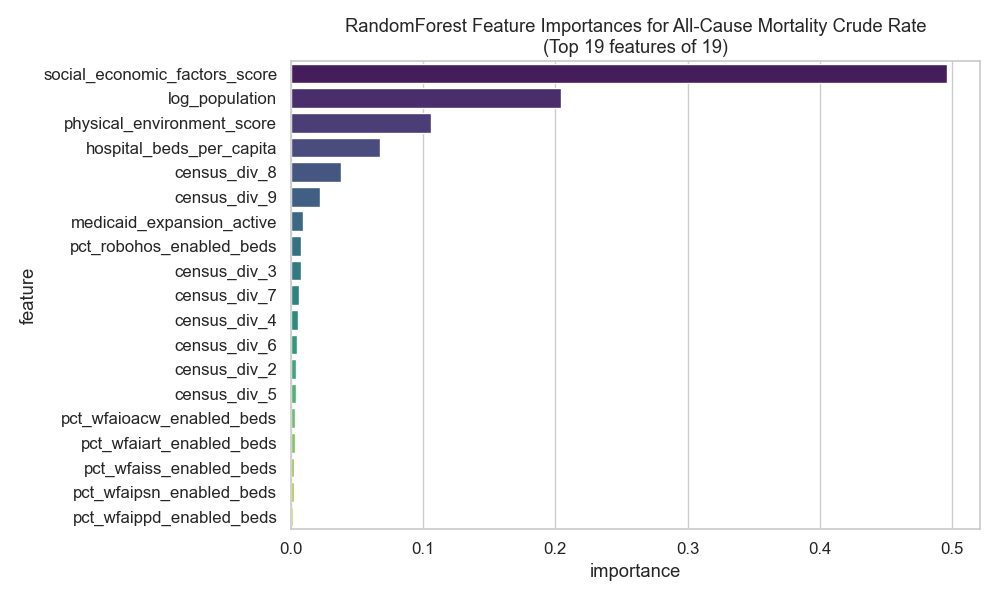 RandomForest Feature Importances for All-Cause Mortality Crude Rate
(Top 19 features of 19)
social_economic_factors_score
log_population
physical_environment_score
hospital_beds_per_capita
census_div_8
census_div_9
medicaid_expansion_active
pct_robohos_enabled_beds
census_div_3
census_div_7
census_div_4
census_div_6
census_div_2
census_div_5
pct_wfaioacw_enabled_beds
pct_wfaiart_enabled_beds
pct_wfaiss_enabled_beds
pct_wfaipsn_enabled_beds
pct_wfaippd_enabled_beds
feature
0.0 0.1 0.2 0.3 0.4 0.5
importance